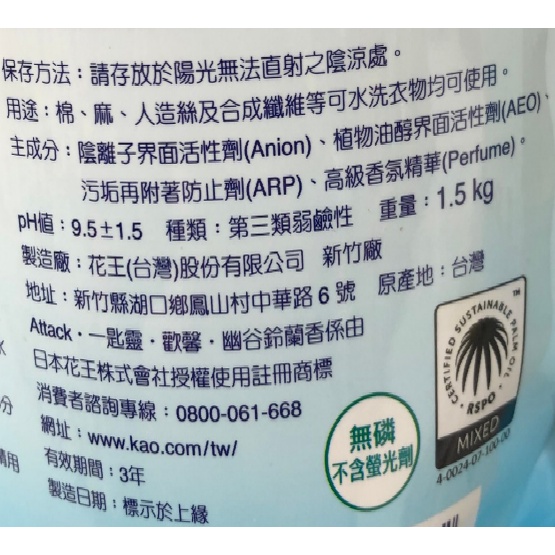 保存方法：請存放於陽光無法直射之陰涼處。
用途：棉、麻、人造絲及合成纖維等可水洗衣物均可使用。
主成分：陰離子界面活性劑(Anion)、植物油醇界面活性劑(AEO)、
污垢再附著防止劑(ARP)、高級香氛精華(Perfume)。
pH值：9.5±1.5 種類：第三類弱鹼性 重量：1.5 kg
製造廠：花王(台灣)股份有限公司 新竹廠
地址：新竹縣湖口鄉鳳山村中華路6號 原產地：台灣
Attack・一匙靈・歡馨・幽谷鈴蘭香係由
日本花王株式會社授權使用註冊商標
消費者諮詢專線：0800-061-668
網址：www.kao.com/tw/
有效期間：3年
製造日期：標示於上緣
無磷
不含螢光劑
CERTIFIED SUSTAINABLE PALM OIL
TM
RSPO
MIXED
4-0024-07-100-00